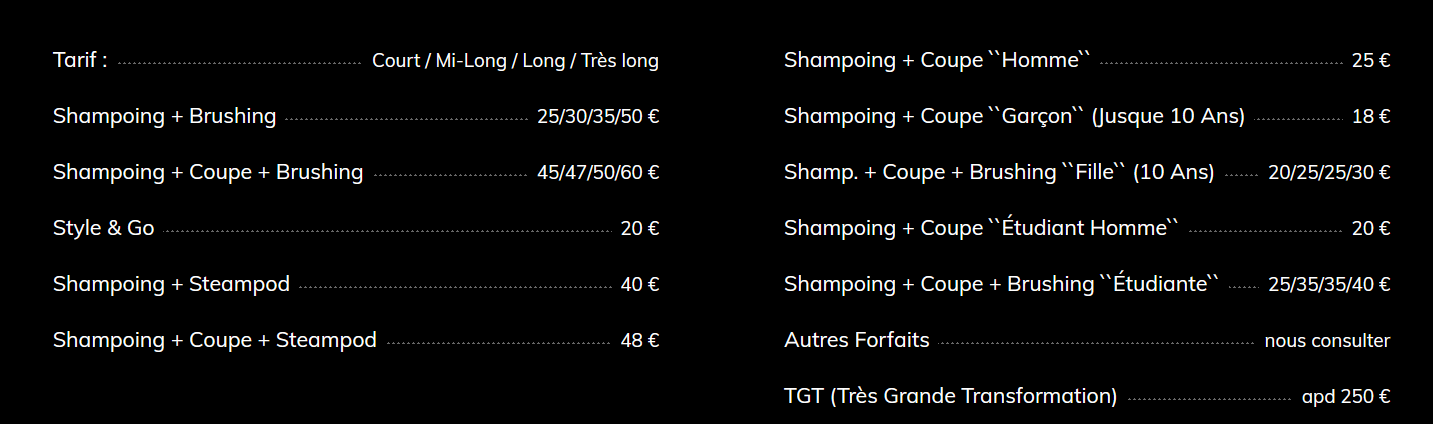 Tarif : Court / Mi-Long / Long / Très long
Shampoing + Brushing 25/30/35/50 €
Shampoing + Coupe + Brushing 45/47/50/60 €
Style & Go 20 €
Shampoing + Steampod 40 €
Shampoing + Coupe + Steampod 48 €
Shampoing + Coupe ``Homme`` 25 €
Shampoing + Coupe ``Garçon`` (Jusque 10 Ans) 18 €
Shamp. + Coupe + Brushing ``Fille`` (10 Ans) 20/25/25/30 €
Shampoing + Coupe ``Étudiant Homme`` 20 €
Shampoing + Coupe + Brushing ``Étudiante`` 25/35/35/40 €
Autres Forfaits nous consulter
TGT (Très Grande Transformation) apd 250 €